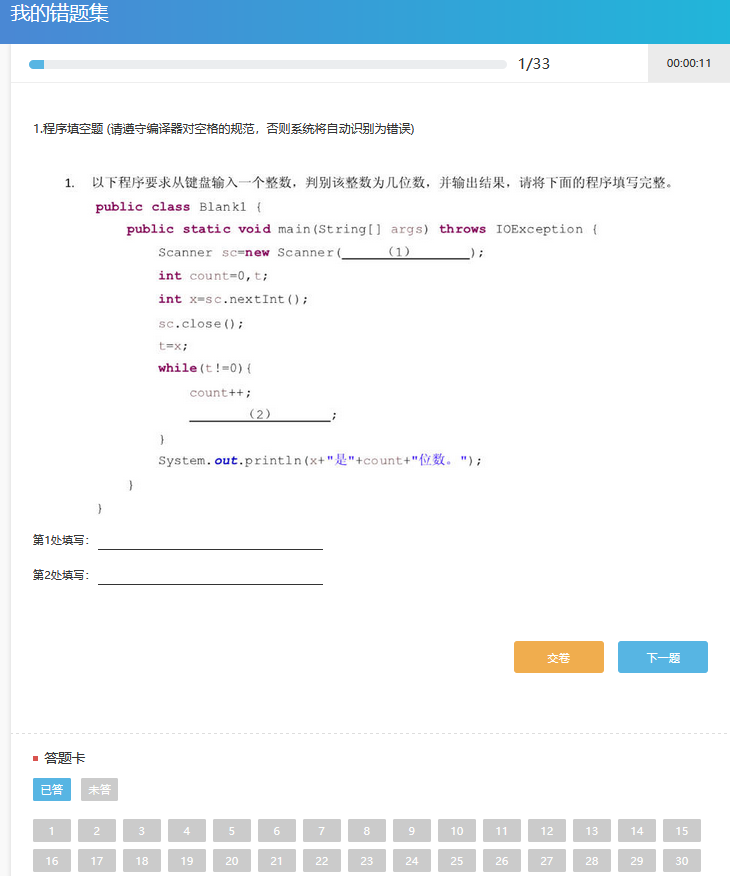 我的错题集
1/33
00:00:11
1.程序填空题 (请遵守编译器对空格的规范，否则系统将自动识别为错误)
1. 以下程序要求从键盘输入一个整数，判别该整数为几位数，并输出结果，请将下面的程序填写完整。
public class Blank1 {
public static void main(String[] args) throws IOException {
Scanner sc=new Scanner(______(1)______);
int count=0,t;
int x=sc.nextInt();
sc.close();
t=x;
while(t!=0){
count++;
______(2)______;
}
System.out.println(x+"是"+count+"位数。");
}
}
第1处填写：
第2处填写：
交卷 下一题
答题卡
已答 未答
1 2 3 4 5 6 7 8 9 10 11 12 13 14 15
16 17 18 19 20 21 22 23 24 25 26 27 28 29 30